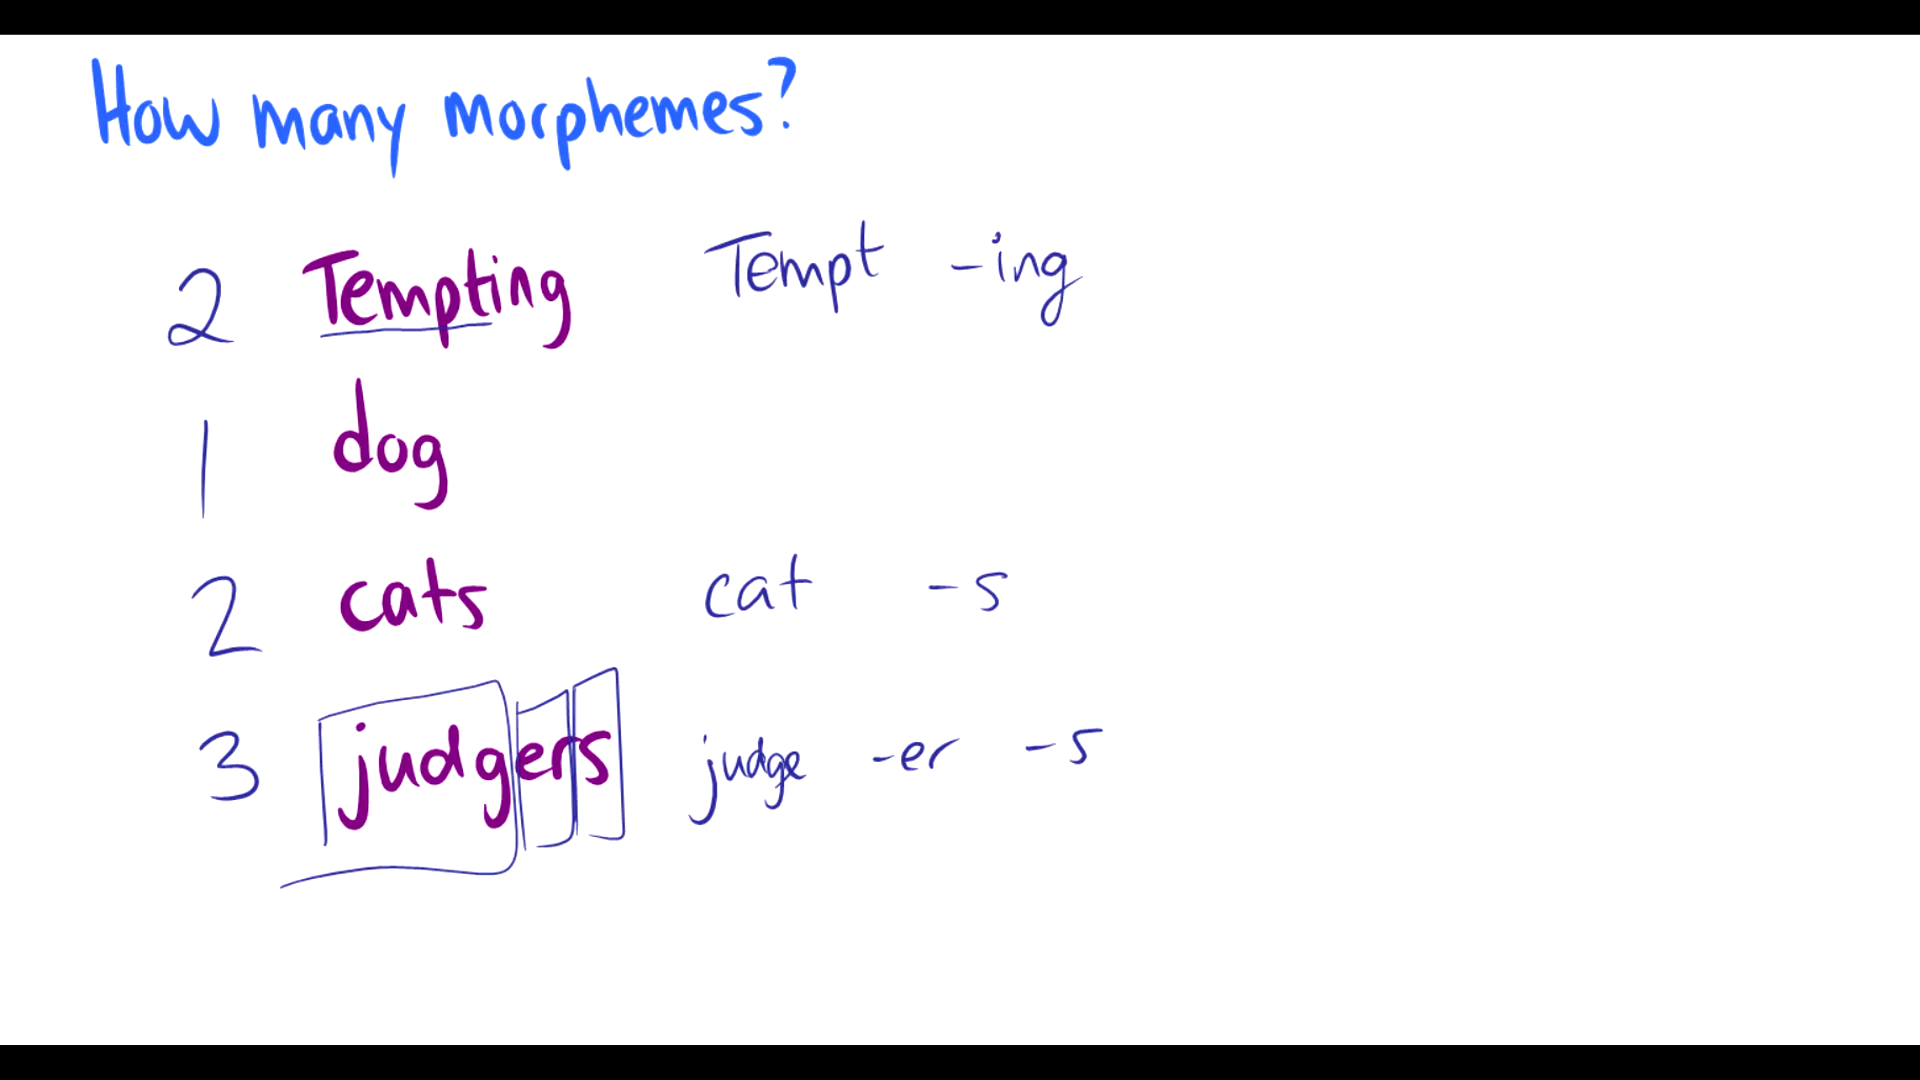 How many morphemes?
2 Tempting Tempt -ing
1 dog
2 cats cat -s
3 judgers judge -er -s